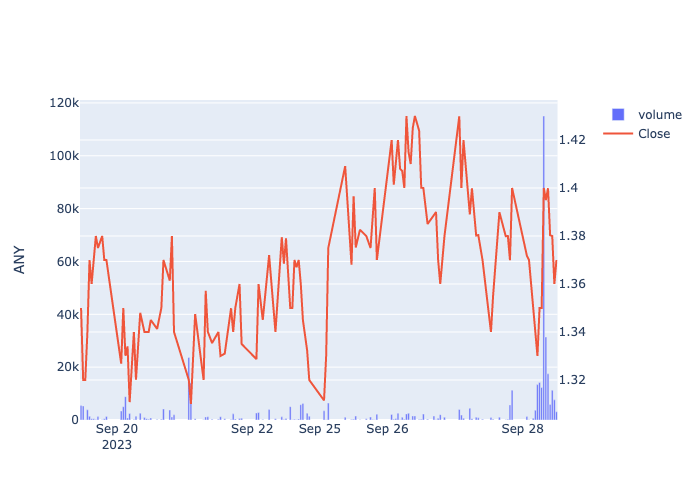 120k
100k
80k
60k
40k
20k
0
ANY
1.42
1.4
1.38
1.36
1.34
1.32
Sep 20
2023
Sep 22
Sep 25
Sep 26
Sep 28
volume
Close